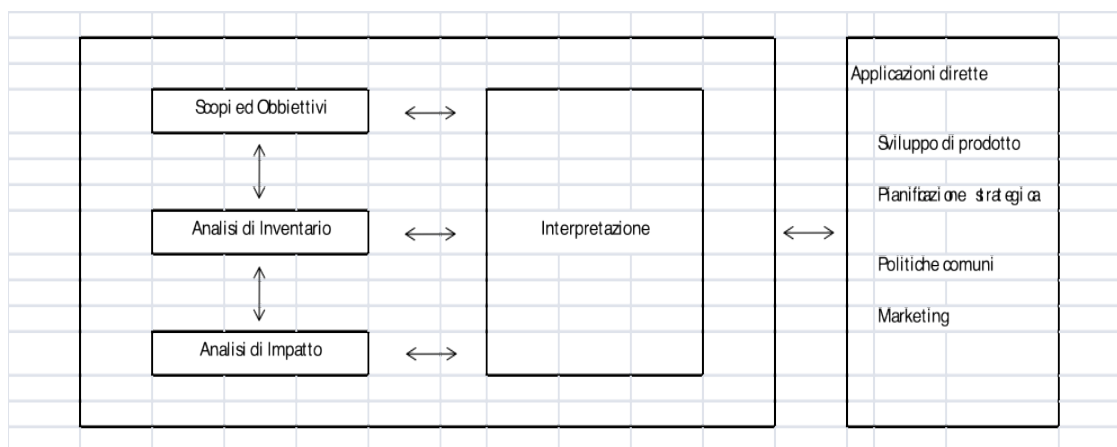 Applicazioni dirette
Scopi ed Obbiettivi
Sviluppo di prodotto
Pianificazione strategica
Analisi di Inventario
Interpretazione
Politiche comuni
Marketing
Analisi di Impatto